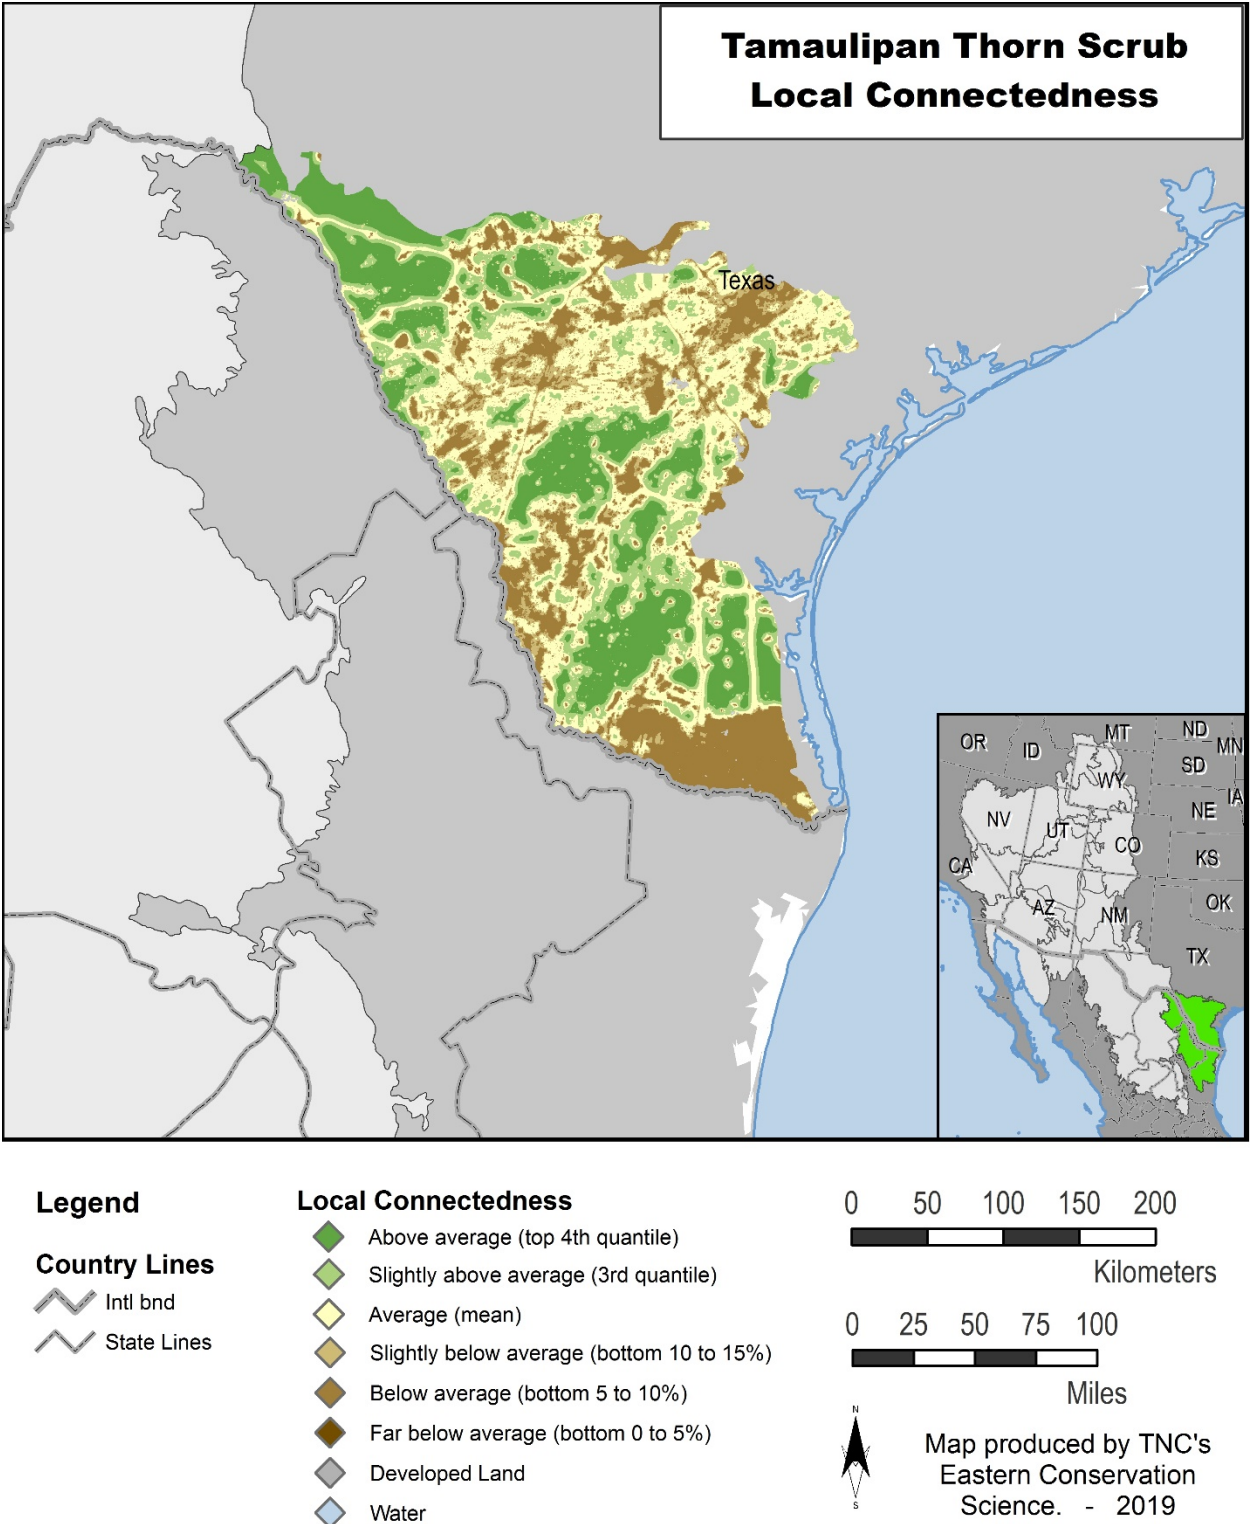 Tamaulipan Thorn Scrub
Local Connectedness
Texas
OR
ID
MT
ND
MN
SD
WY
IA
NE
NV
UT
CO
KS
CA
OK
AZ
NM
TX
Legend
Country Lines
Intl bnd
State Lines
Local Connectedness
Above average (top 4th quantile)
Slightly above average (3rd quantile)
Average (mean)
Slightly below average (bottom 10 to 15%)
Below average (bottom 5 to 10%)
Far below average (bottom 0 to 5%)
Developed Land
Water
0 50 100 150 200
Kilometers
0 25 50 75 100
Miles
N
S
Map produced by TNC's
Eastern Conservation
Science. - 2019